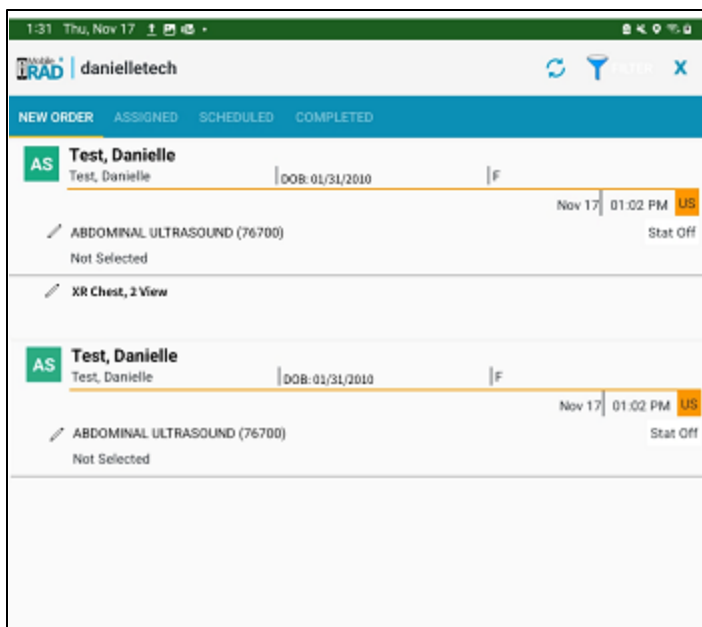 1:31 Thu, Nov 17
Mobile
iRAD danielletech X
NEW ORDER ASSIGNED SCHEDULED COMPLETED
AS Test, Danielle
Test, Danielle DOB: 01/31/2010 F
Nov 17 01:02 PM US
ABDOMINAL ULTRASOUND (76700) Stat Off
Not Selected
XR Chest, 2 View
AS Test, Danielle
Test, Danielle DOB: 01/31/2010 F
Nov 17 01:02 PM US
ABDOMINAL ULTRASOUND (76700) Stat Off
Not Selected